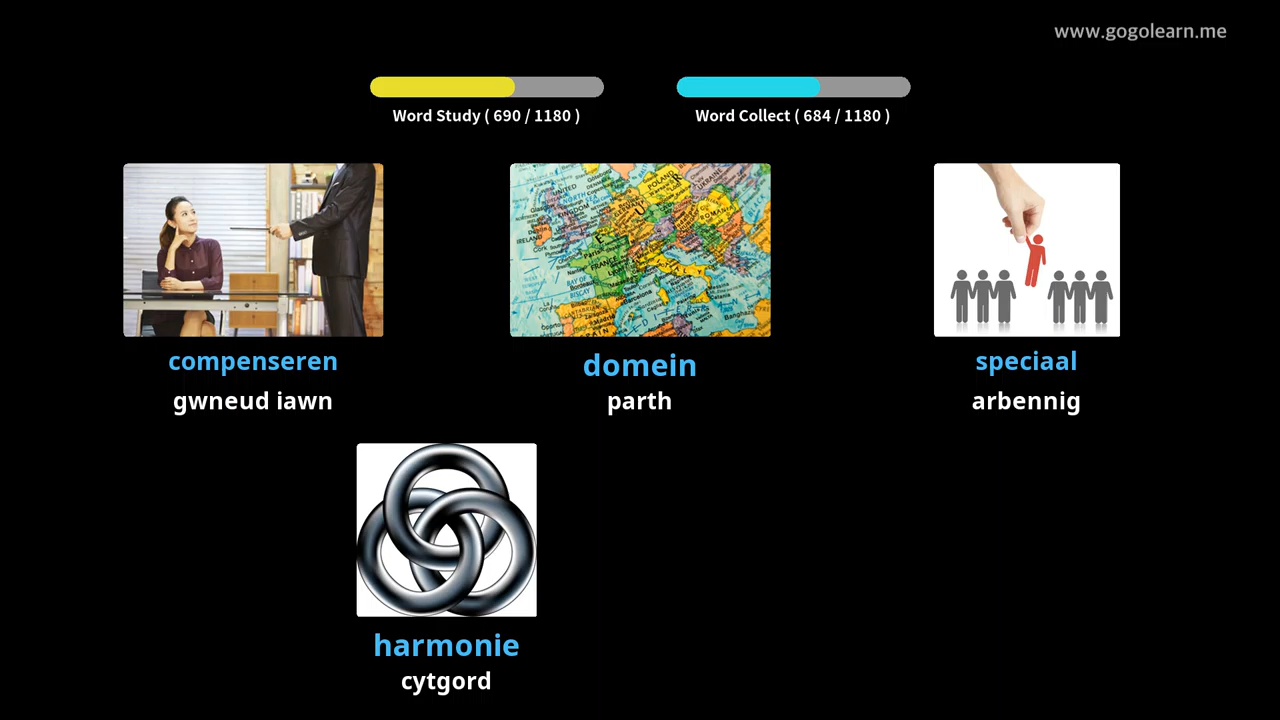 www.gogolearn.me
Word Study ( 690 / 1180 )
Word Collect ( 684 / 1180 )
compenseren
gwneud iawn
domein
parth
speciaal
arbennig
harmonie
cytgord